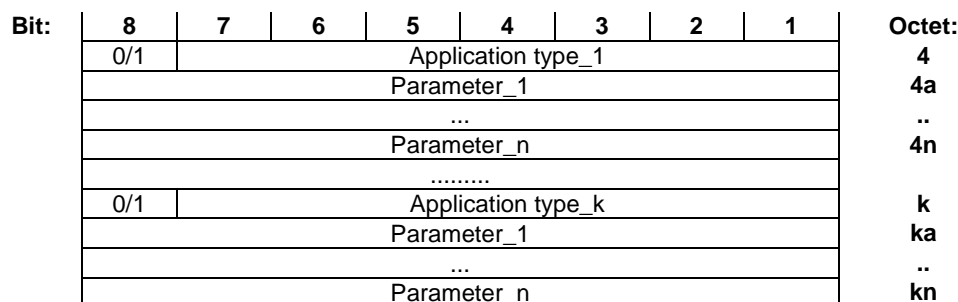 Bit: 8 7 6 5 4 3 2 1 Octet:
0/1 Application type_1 4
Parameter_1 4a
... ..
Parameter_n 4n
.........
0/1 Application type_k k
Parameter_1 ka
... ..
Parameter_n kn